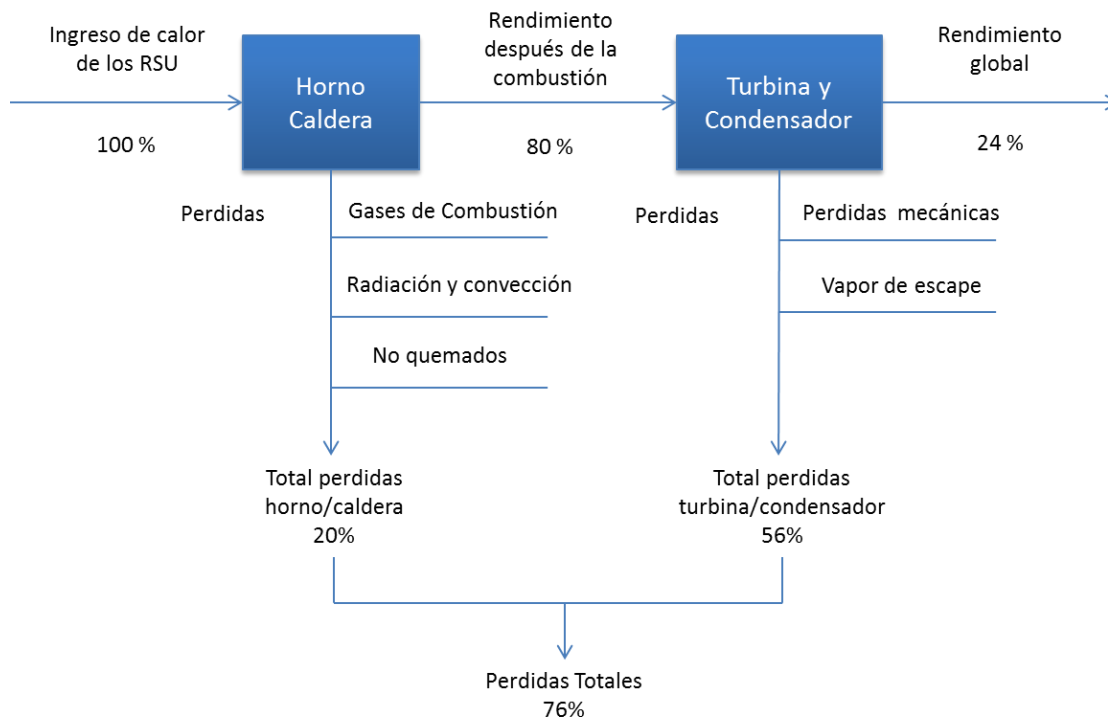 Ingreso de calor
de los RSU
100 %
Horno
Caldera
Rendimiento
después de la
combustión
80 %
Turbina y
Condensador
Rendimiento
global
24 %
Perdidas
Gases de Combustión
Radiación y convección
No quemados
Perdidas
Perdidas mecánicas
Vapor de escape
Total perdidas
horno/caldera
20%
Total perdidas
turbina/condensador
56%
Perdidas Totales
76%